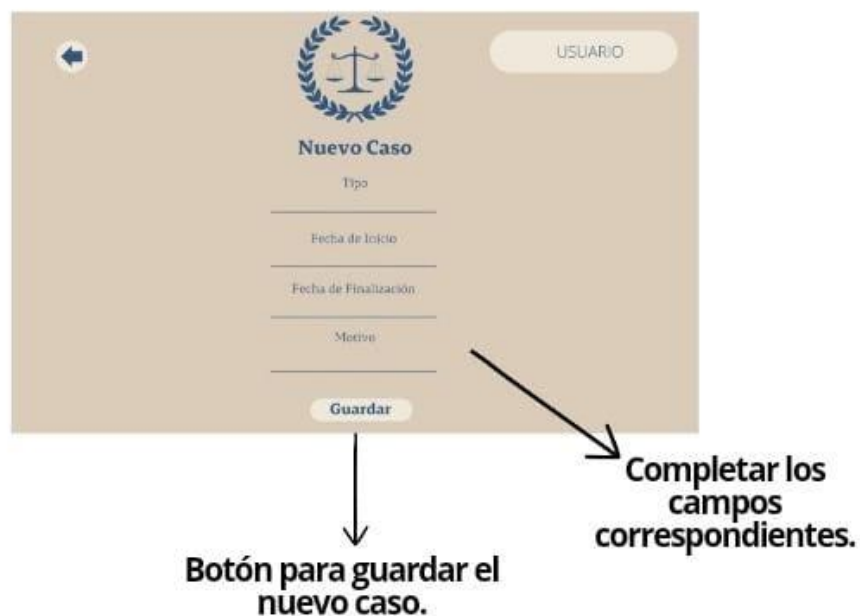 USUARIO
Nuevo Caso
Tipo
Fecha de Inicio
Fecha de Finalización
Motivo
Guardar
Completar los
campos
correspondientes.
Botón para guardar el
nuevo caso.